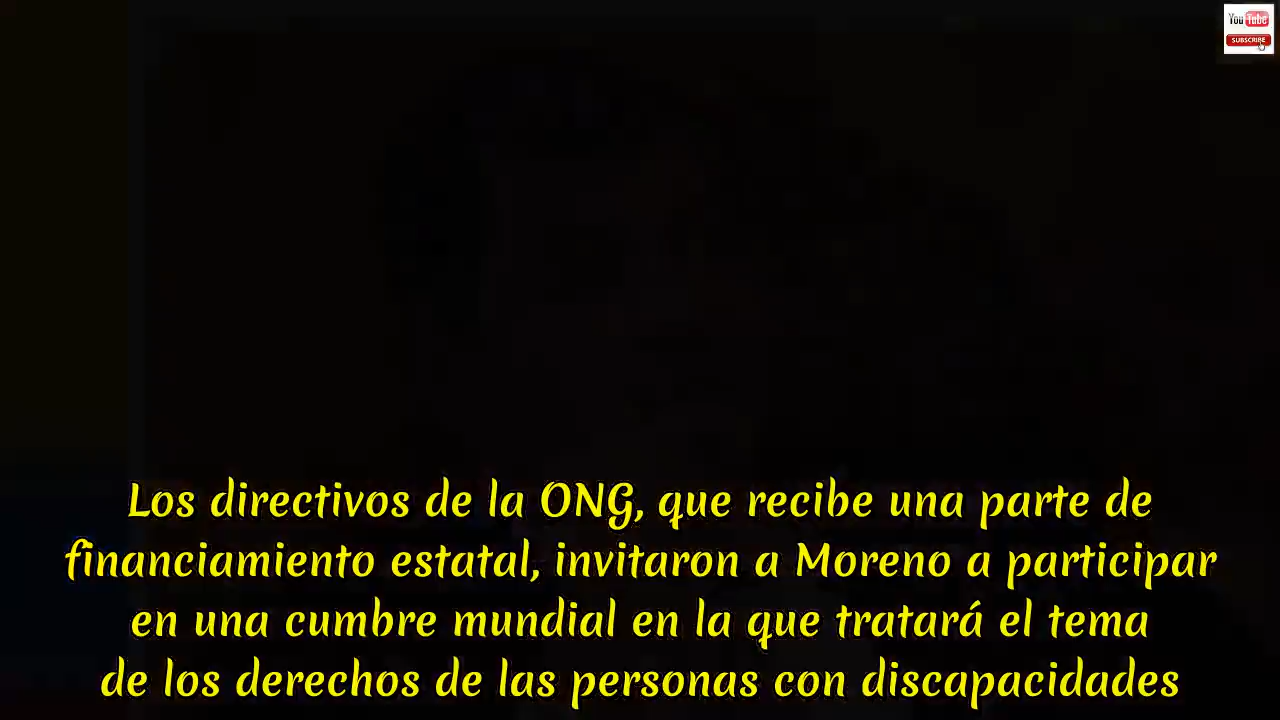 You Tube
SUBSCRIBE
Los directivos de la ONG, que recibe una parte de
financiamiento estatal, invitaron a Moreno a participar
en una cumbre mundial en la que tratará el tema
de los derechos de las personas con discapacidades